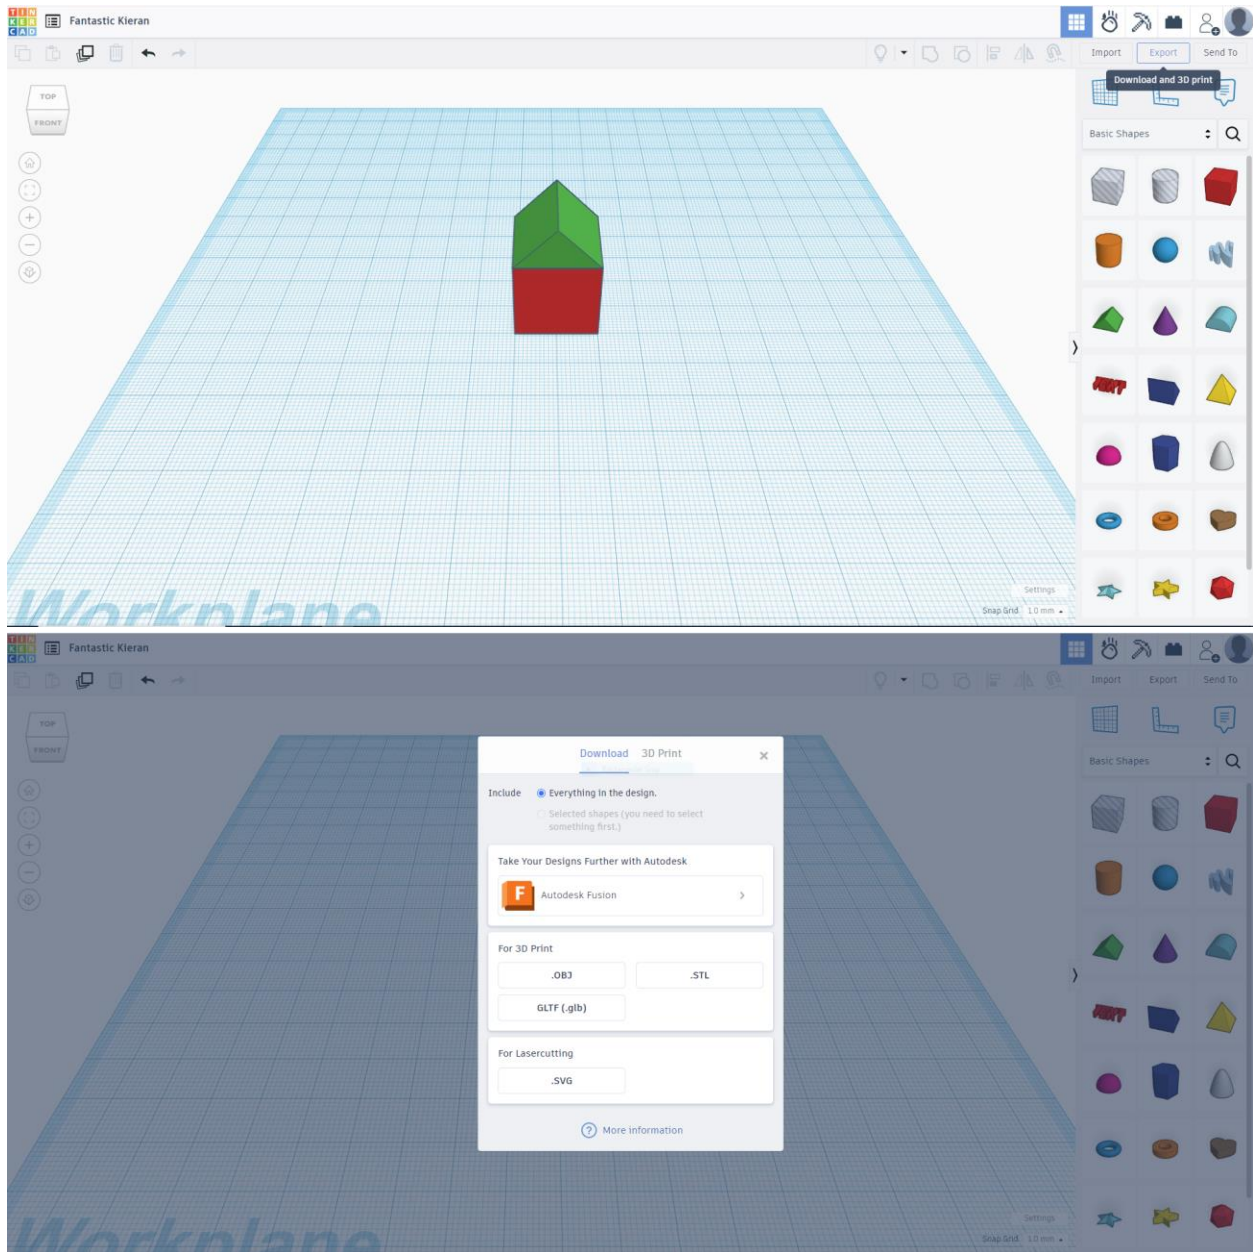 TIN
KER
CAD
Fantastic Kieran
Import
Export
Send To
Download and 3D print
TOP
FRONT
Basic Shapes
TEXT
Workplane
Settings
Snap Grid 1.0 mm
TIN
KER
CAD
Fantastic Kieran
Import
Export
Send To
TOP
FRONT
Basic Shapes
Download 3D Print
Include Everything in the design.
Selected shapes (you need to select
something first.)
Take Your Designs Further with Autodesk
F Autodesk Fusion
For 3D Print
.OBJ .STL
GLTF (.glb)
For Lasercutting
.SVG
? More information
TEXT
Workplane
Settings
Snap Grid 1.0 mm